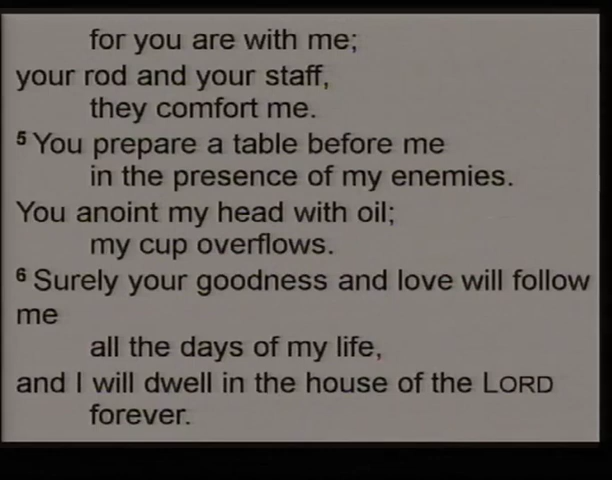 for you are with me;
your rod and your staff,
they comfort me.
5 You prepare a table before me
in the presence of my enemies.
You anoint my head with oil;
my cup overflows.
6 Surely your goodness and love will follow
me
all the days of my life,
and I will dwell in the house of the LORD
forever.